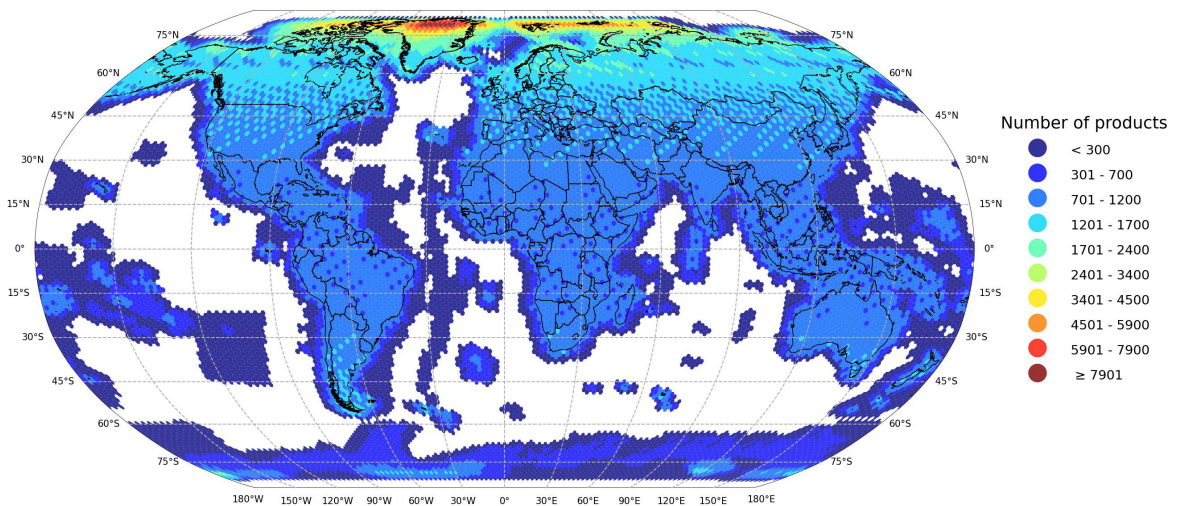 75°N
75°N
60°N
60°N
45°N
45°N
30°N
30°N
15°N
15°N
0°
0°
15°S
15°S
30°S
30°S
45°S
45°S
60°S
60°S
75°S
75°S
180°W 150°W 120°W 90°W 60°W 30°W 0° 30°E 60°E 90°E 120°E 150°E 180°E
Number of products
< 300
301 - 700
701 - 1200
1201 - 1700
1701 - 2400
2401 - 3400
3401 - 4500
4501 - 5900
5901 - 7900
≥ 7901